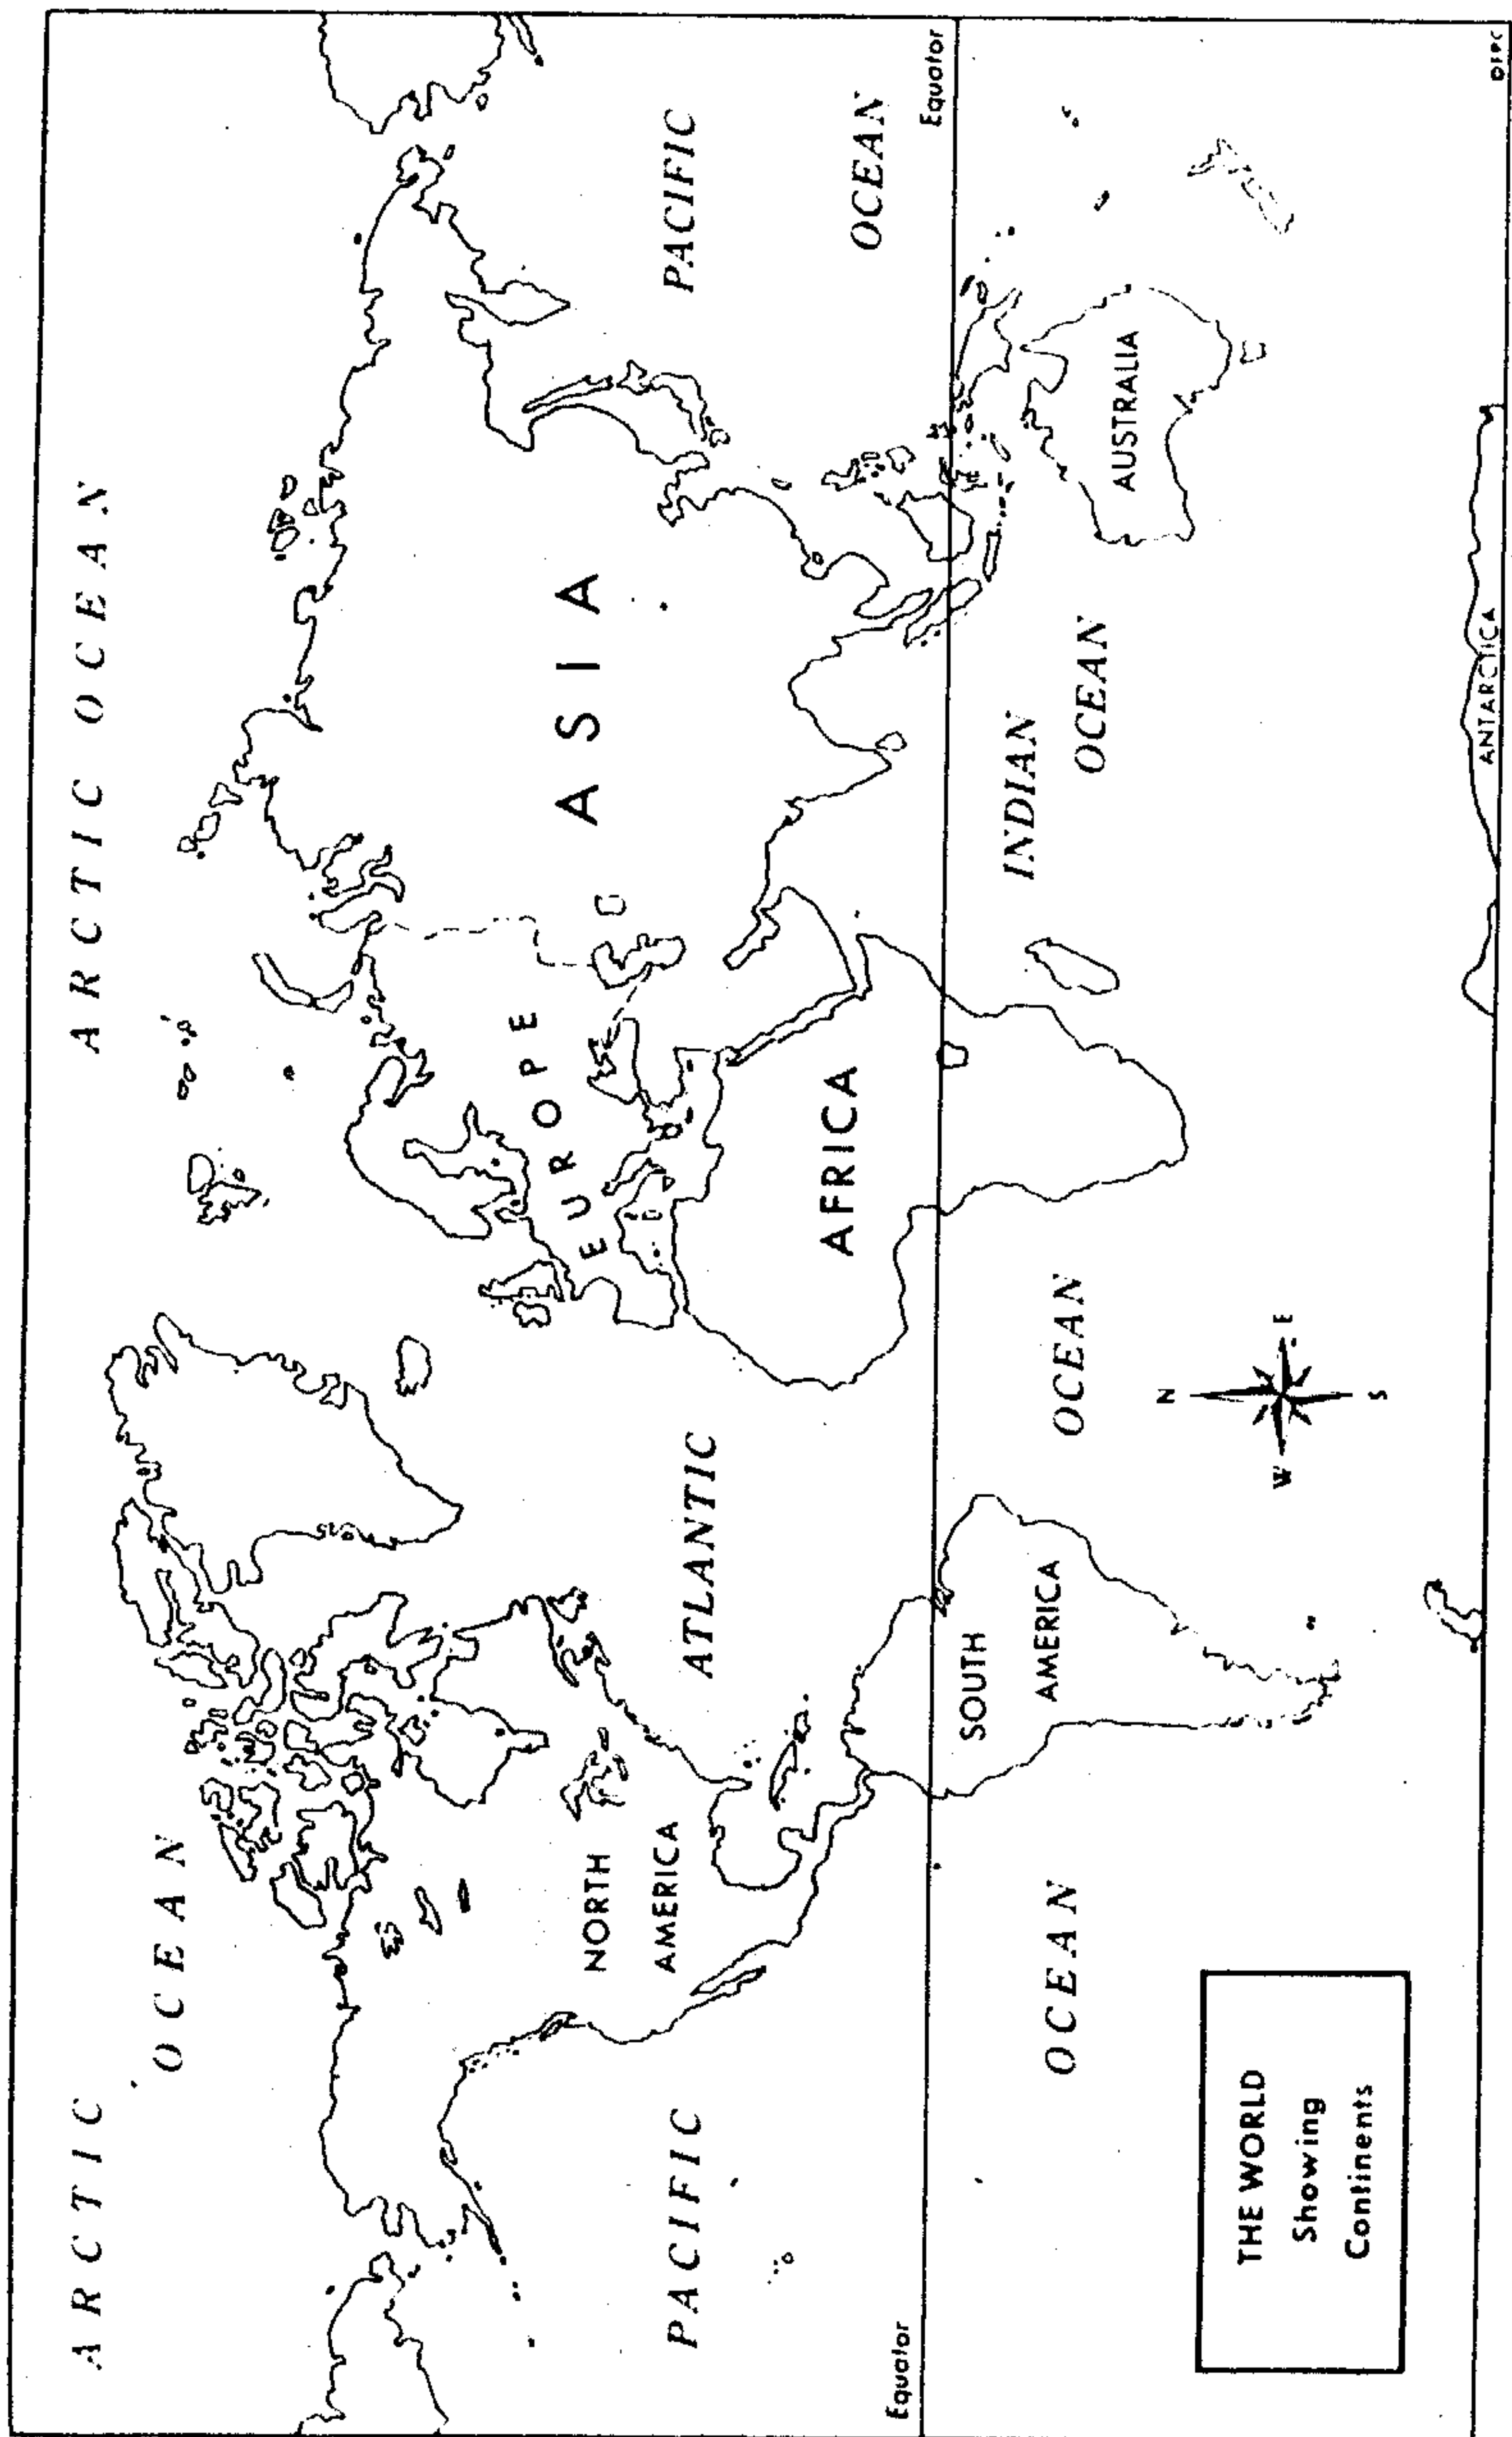 ARCTIC
OCEAN
ARCTIC OCEAN
NORTH
AMERICA
EUROPE
ASIA
PACIFIC
ATLANTIC
PACIFIC
OCEAN
AFRICA
Equator
Equator
SOUTH
AMERICA
INDIAN
OCEAN
AUSTRALIA
OCEAN
OCEAN
N
W
E
S
THE WORLD
Showing
Continents
ANTARCTICA